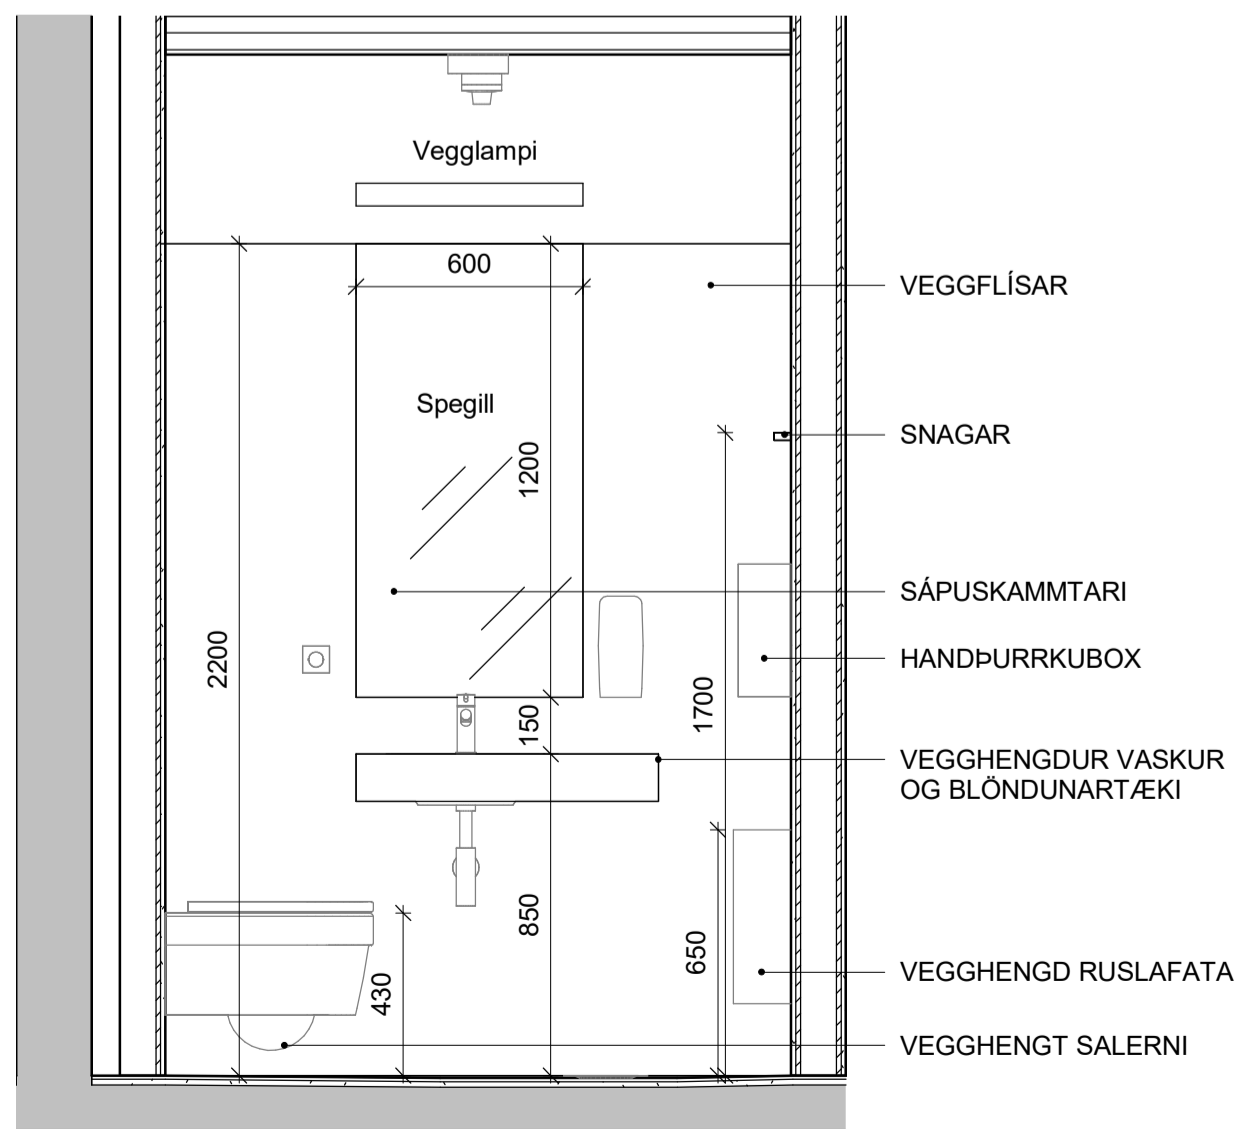 Vegglampi
600
VEGGFLÍSAR
Spegill
SNAGAR
1200
SÁPUSKAMMTARI
2200
HANDÞURRKUBOX
1700
150
VEGGHENGDUR VASKUR
OG BLÖNDUNARTÆKI
850
650
430
VEGGHENGD RUSLAFATA
VEGGHENGT SALERNI